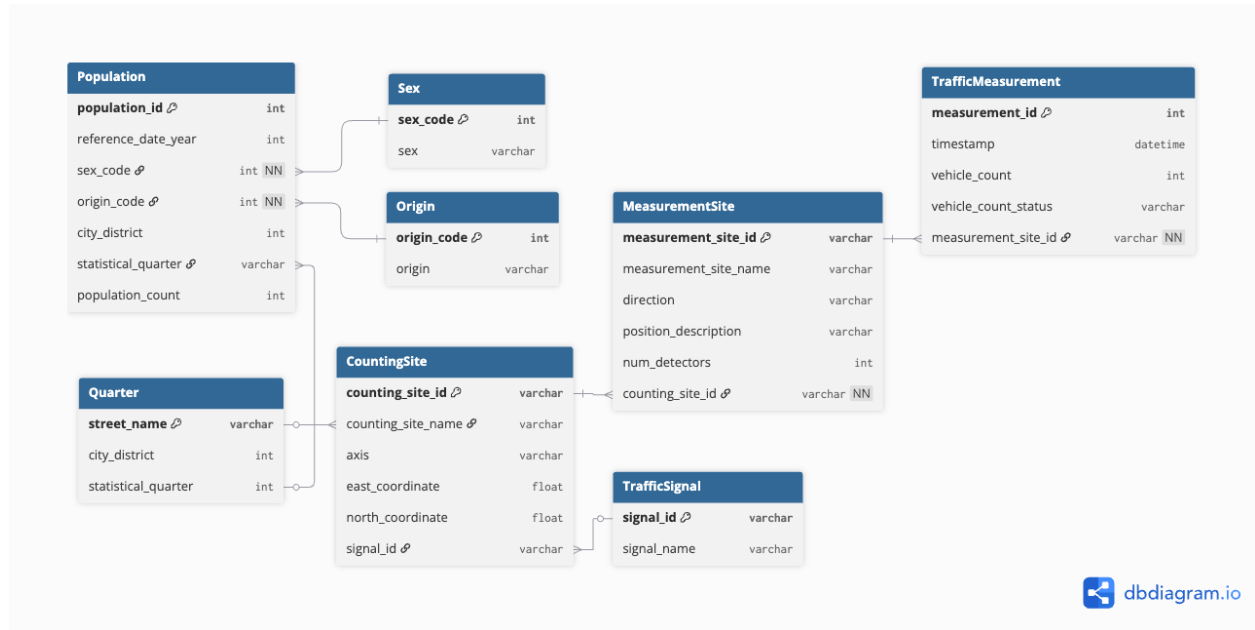 Population
population_id int
reference_date_year int
sex_code int NN
origin_code int NN
city_district int
statistical_quarter varchar
population_count int
Sex
sex_code int
sex varchar
Origin
origin_code int
origin varchar
MeasurementSite
measurement_site_id varchar
measurement_site_name varchar
direction varchar
position_description varchar
num_detectors int
counting_site_id varchar NN
TrafficMeasurement
measurement_id int
timestamp datetime
vehicle_count int
vehicle_count_status varchar
measurement_site_id varchar NN
Quarter
street_name varchar
city_district int
statistical_quarter int
CountingSite
counting_site_id varchar
counting_site_name varchar
axis varchar
east_coordinate float
north_coordinate float
signal_id varchar
TrafficSignal
signal_id varchar
signal_name varchar
dbdiagram.io